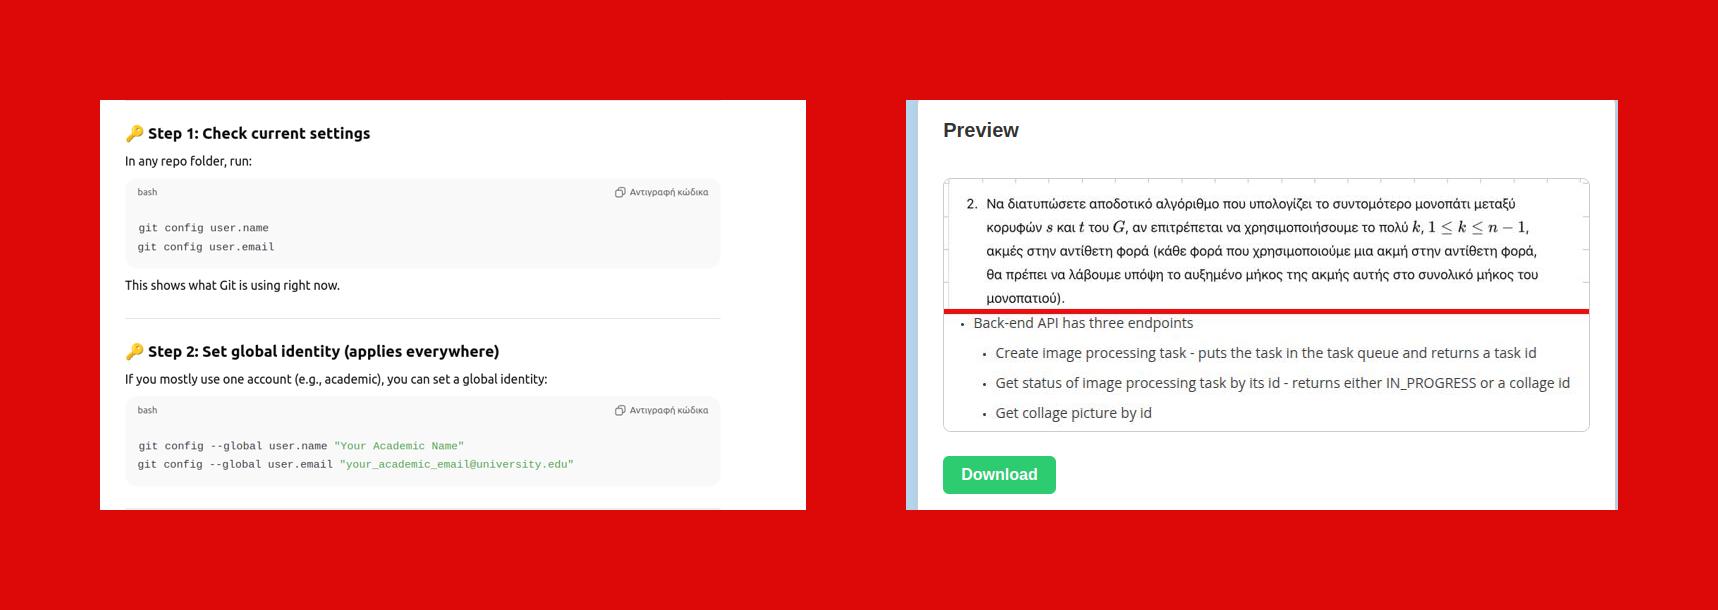 🔑 Step 1: Check current settings
In any repo folder, run:
bash
Αντιγραφή κώδικα
git config user.name
git config user.email
This shows what Git is using right now.
🔑 Step 2: Set global identity (applies everywhere)
If you mostly use one account (e.g., academic), you can set a global identity:
bash
Αντιγραφή κώδικα
git config --global user.name "Your Academic Name"
git config --global user.email "your_academic_email@university.edu"
Preview
2. Να διατυπώσετε αποδοτικό αλγόριθμο που υπολογίζει το συντομότερο μονοπάτι μεταξύ
κορυφών s και t του G, αν επιτρέπεται να χρησιμοποιήσουμε το πολύ k, 1 ≤ k ≤ n − 1,
ακμές στην αντίθετη φορά (κάθε φορά που χρησιμοποιούμε μια ακμή στην αντίθετη φορά,
θα πρέπει να λάβουμε υπόψη το αυξημένο μήκος της ακμής αυτής στο συνολικό μήκος του
μονοπατιού).
• Back-end API has three endpoints
• Create image processing task - puts the task in the task queue and returns a task id
• Get status of image processing task by its id - returns either IN_PROGRESS or a collage id
• Get collage picture by id
Download